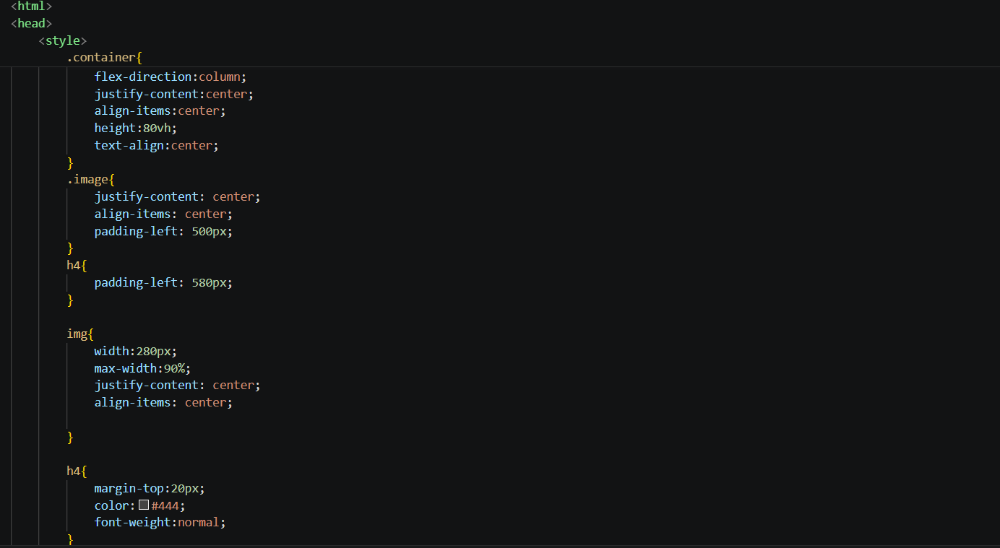 <html>
<head>
<style>
.container{
flex-direction:column;
justify-content:center;
align-items:center;
height:80vh;
text-align:center;
}
.image{
justify-content: center;
align-items: center;
padding-left: 500px;
}
h4{
padding-left: 580px;
}
img{
width:280px;
max-width:90%;
justify-content: center;
align-items: center;
}
h4{
margin-top:20px;
color:#444;
font-weight:normal;
}